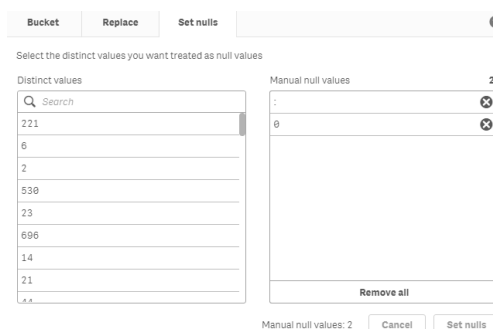 Bucket Replace Set nulls
Select the distinct values you want treated as null values
Distinct values
Search
221
6
2
530
23
696
14
21
Manual null values 2
:
0
Remove all
Manual null values: 2 Cancel Set nulls